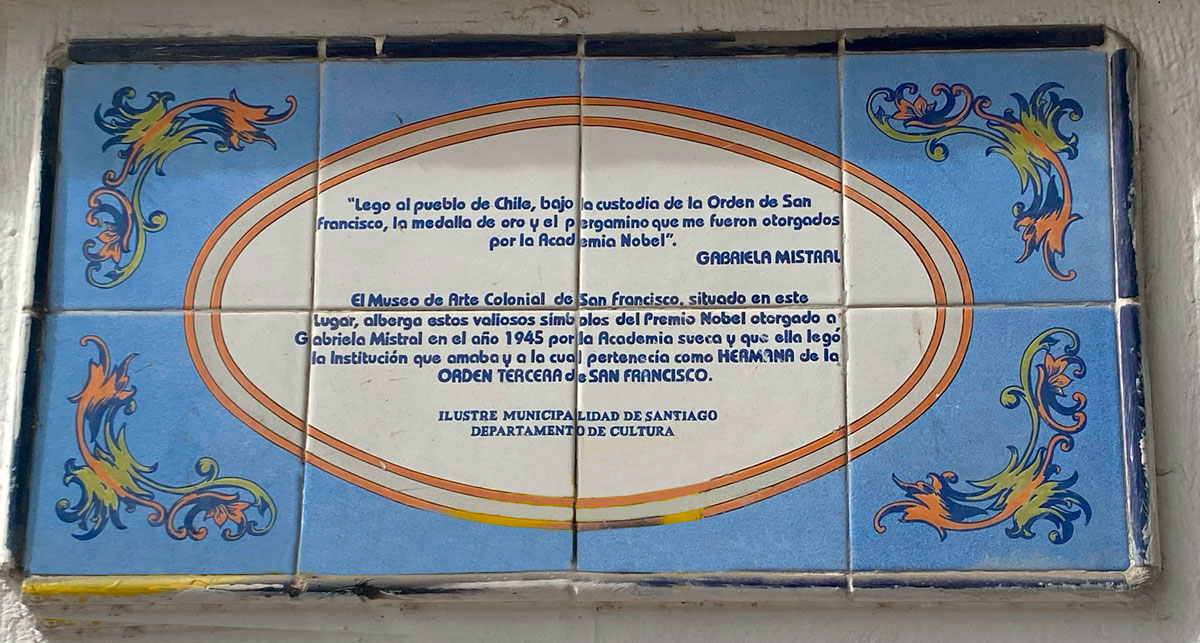 "Lego al pueblo de Chile, bajo la custodia de la Orden de San
Francisco, la medalla de oro y el pergamino que me fueron otorgados
por la Academia Nobel".
GABRIELA MISTRAL
El Museo de Arte Colonial de San Francisco, situado en este
Lugar, alberga estos valiosos símbolos del Premio Nobel otorgado a
Gabriela Mistral en el año 1945 por la Academia sueca y que ella legó
la Institución que amaba y a la cual pertenecía como HERMANA de la
ORDEN TERCERA de SAN FRANCISCO.
ILUSTRE MUNICIPALIDAD DE SANTIAGO
DEPARTAMENTO DE CULTURA